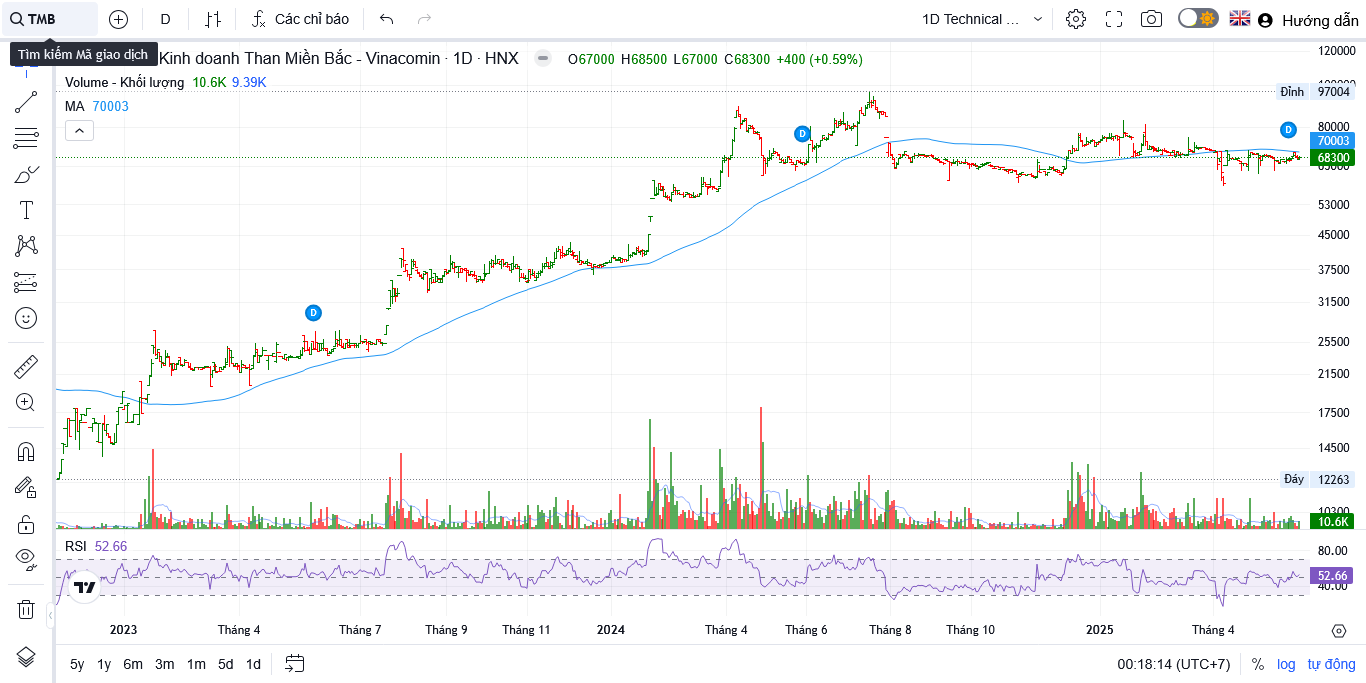 TMB
D
Các chỉ báo
1D Technical ...
Hướng dẫn
Tìm kiếm Mã giao dịch
Kinh doanh Than Miền Bắc - Vinacomin · 1D · HNX
O67000 H68500 L67000 C68300 +400 (+0.59%)
Volume - Khối lượng 10.6K 9.39K
MA 70003
120000
Đỉnh 97004
80000
70003
68300
53000
45000
37500
31500
25500
21500
17500
14500
Đáy 12263
10300
10.6K
D
D
D
RSI 52.66
80.00
52.66
40.00
2023 Tháng 4 Tháng 7 Tháng 9 Tháng 11 2024 Tháng 4 Tháng 6 Tháng 8 Tháng 10 2025 Tháng 4
5y 1y 6m 3m 1m 5d 1d
00:18:14 (UTC+7) % log tự động